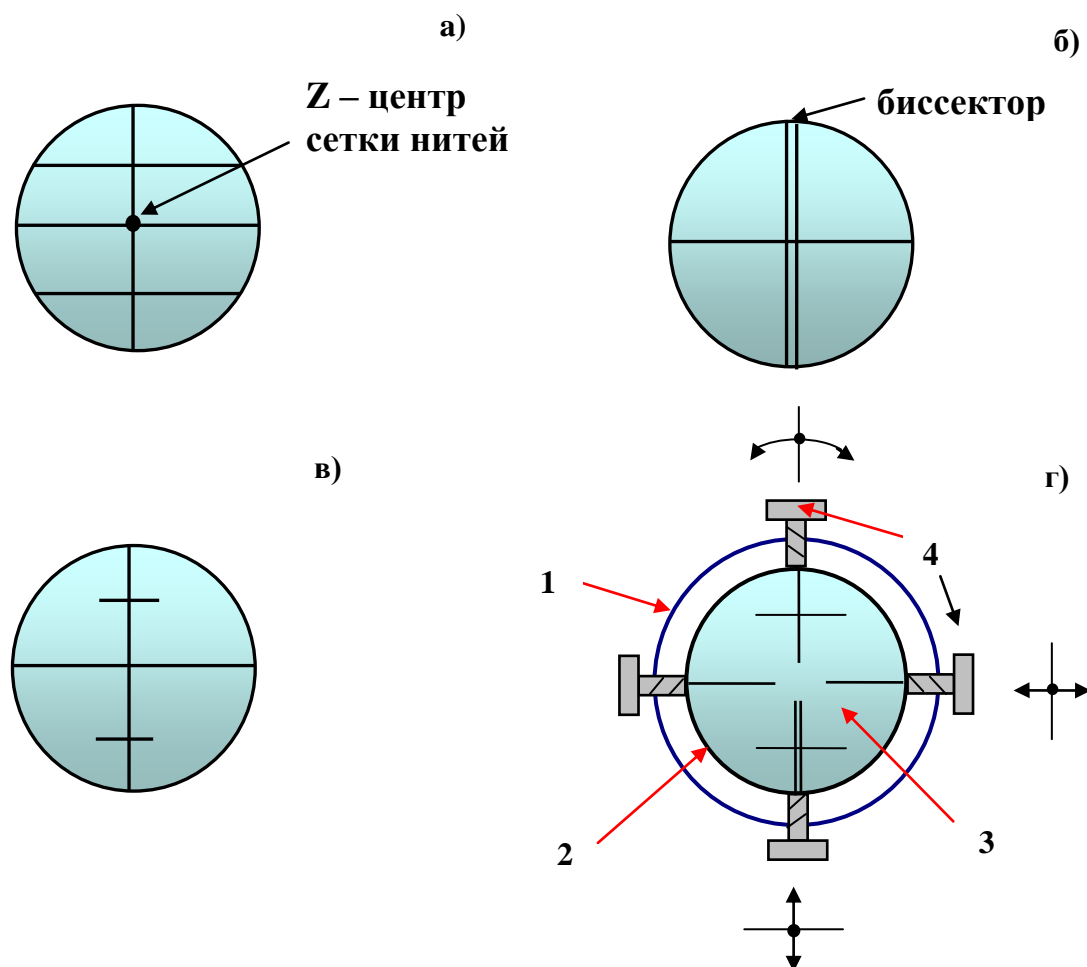 а)
Z – центр
сетки нитей
б)
биссектор
в)
г)
1
4
2
3